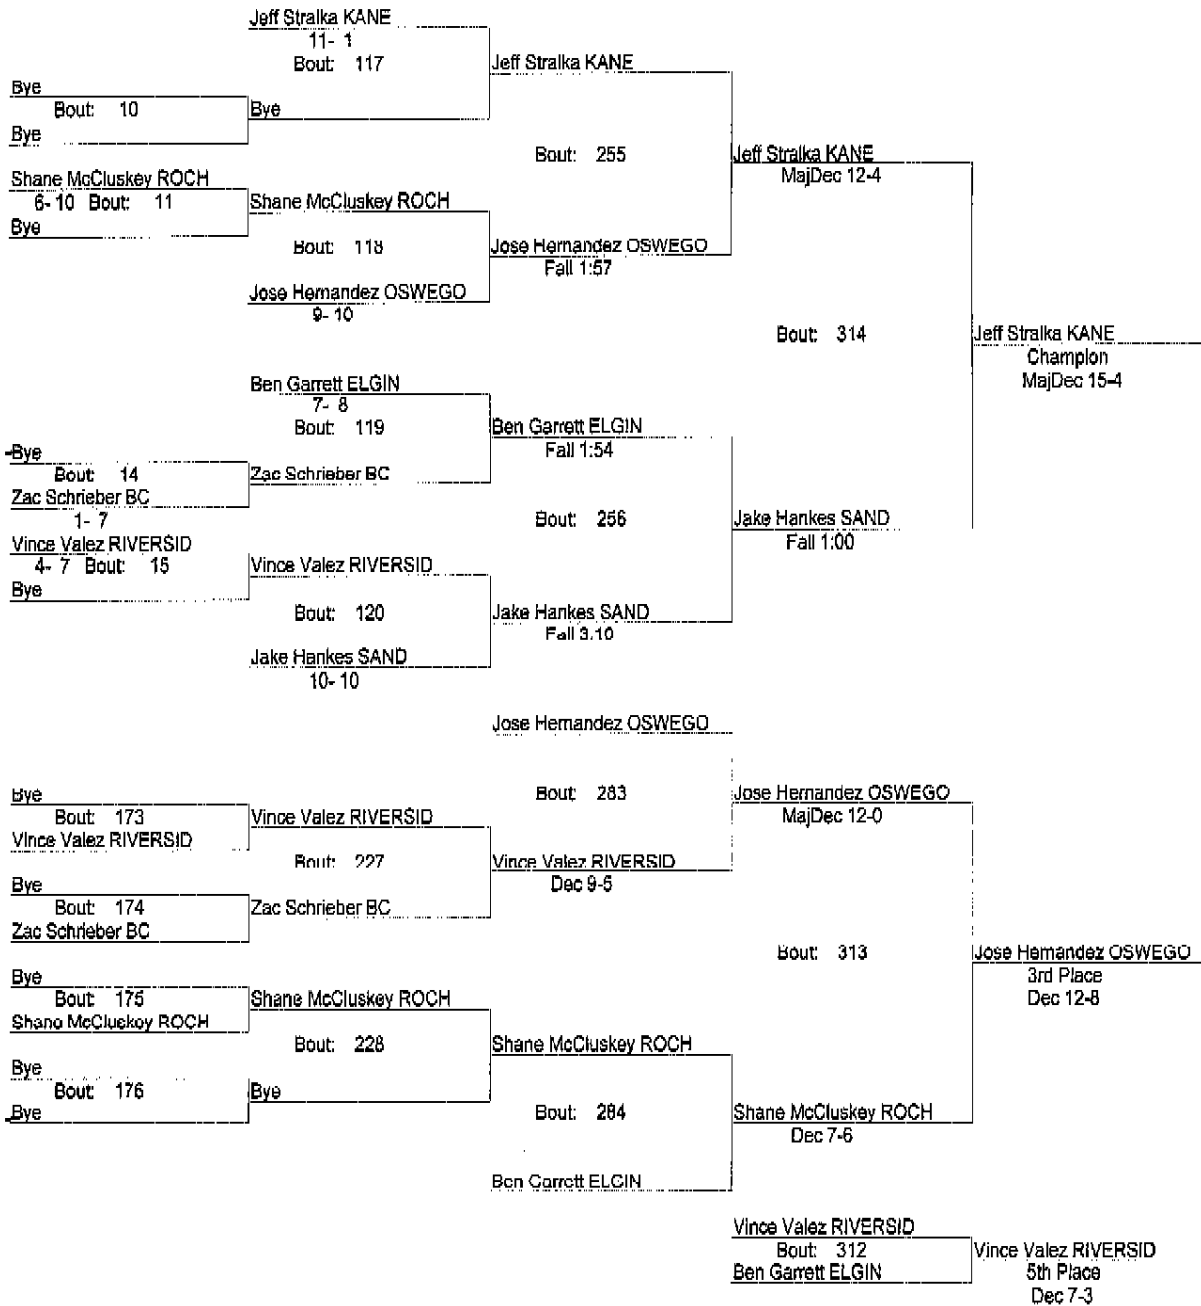 Jeff Stralka KANE
11- 1
Bout: 117
Jeff Stralka KANE
Bye
Bout: 10
Bye
Bye
Bout: 255
Jeff Stralka KANE
MajDec 12-4
Shane McCluskey ROCH
6- 10 Bout: 11
Shane McCluskey ROCH
Bye
Bout: 118
Jose Hernandez OSWEGO
Fall 1:57
Jose Hernandez OSWEGO
9- 10
Bout: 314
Jeff Stralka KANE
Champion
MajDec 15-4
Ben Garrett ELGIN
7- 8
Bout: 119
Ben Garrett ELGIN
Fall 1:54
Bye
Bout: 14
Zac Schrieber BC
Zac Schrieber BC
1- 7
Bout: 256
Jake Hankes SAND
Fall 1:00
Vince Valez RIVERSID
4- 7 Bout: 15
Vince Valez RIVERSID
Bye
Bout: 120
Jake Hankes SAND
Fall 3:10
Jake Hankes SAND
10- 10
Jose Hernandez OSWEGO
Bout: 283
Jose Hernandez OSWEGO
MajDec 12-0
Bye
Bout: 173
Vince Valez RIVERSID
Vince Valez RIVERSID
Bout: 227
Vince Valez RIVERSID
Dec 9-5
Bye
Bout: 174
Zac Schrieber BC
Zac Schrieber BC
Bout: 313
Jose Hernandez OSWEGO
3rd Place
Dec 12-8
Bye
Bout: 175
Shane McCluskey ROCH
Shane McCluskey ROCH
Bout: 228
Shane McCluskey ROCH
Bye
Bout: 176
Bye
Bye
Bout: 284
Shane McCluskey ROCH
Dec 7-6
Ben Garrett ELGIN
Vince Valez RIVERSID
Bout: 312
Vince Valez RIVERSID
Ben Garrett ELGIN
5th Place
Dec 7-3